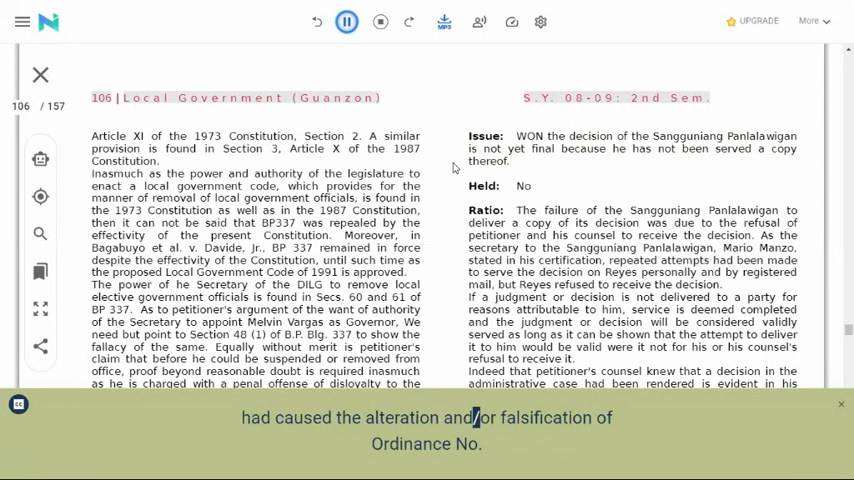 UPGRADE
More
MP3
106 / 157
106 | Local Government (Guanzon)
S.Y. 08-09: 2nd Sem.
Article XI of the 1973 Constitution, Section 2. A similar
provision is found in Section 3, Article X of the 1987
Constitution.
Inasmuch as the power and authority of the legislature to
enact a local government code, which provides for the
manner of removal of local government officials, is found in
the 1973 Constitution as well as in the 1987 Constitution,
then it can not be said that BP337 was repealed by the
effectivity of the present Constitution. Moreover, in
Bagabuyo et al. v. Davide, Jr., BP 337 remained in force
despite the effectivity of the Constitution, until such time as
the proposed Local Government Code of 1991 is approved.
The power of he Secretary of the DILG to remove local
elective government officials is found in Secs. 60 and 61 of
BP 337. As to petitioner's argument of the want of authority
of the Secretary to appoint Melvin Vargas as Governor, We
need but point to Section 48 (1) of B.P. Blg. 337 to show the
fallacy of the same. Equally without merit is petitioner's
claim that before he could be suspended or removed from
office, proof beyond reasonable doubt is required inasmuch
as he is charged with a penal offense of disloyalty to the
Issue: WON the decision of the Sangguniang Panlalawigan
is not yet final because he has not been served a copy
thereof.
Held: No
Ratio: The failure of the Sangguniang Panlalawigan to
deliver a copy of its decision was due to the refusal of
petitioner and his counsel to receive the decision. As the
secretary to the Sangguniang Panlalawigan, Mario Manzo,
stated in his certification, repeated attempts had been made
to serve the decision on Reyes personally and by registered
mail, but Reyes refused to receive the decision.
If a judgment or decision is not delivered to a party for
reasons attributable to him, service is deemed completed
and the judgment or decision will be considered validly
served as long as it can be shown that the attempt to deliver
it to him would be valid were it not for his or his counsel's
refusal to receive it.
Indeed that petitioner's counsel knew that a decision in the
administrative case had been rendered is evident in his
had caused the alteration and/or falsification of
Ordinance No.